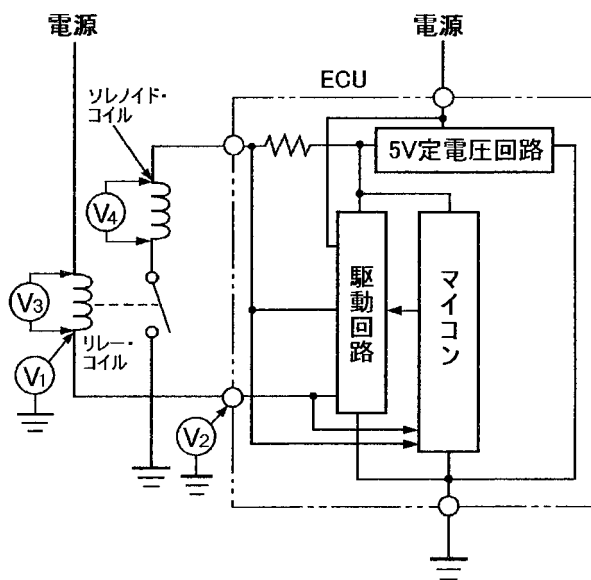 電源
電源
ECU
ソレノイド・
コイル
5V定電圧回路
V4
駆動回路
マイコン
V3
リレー・
コイル
V1
V2